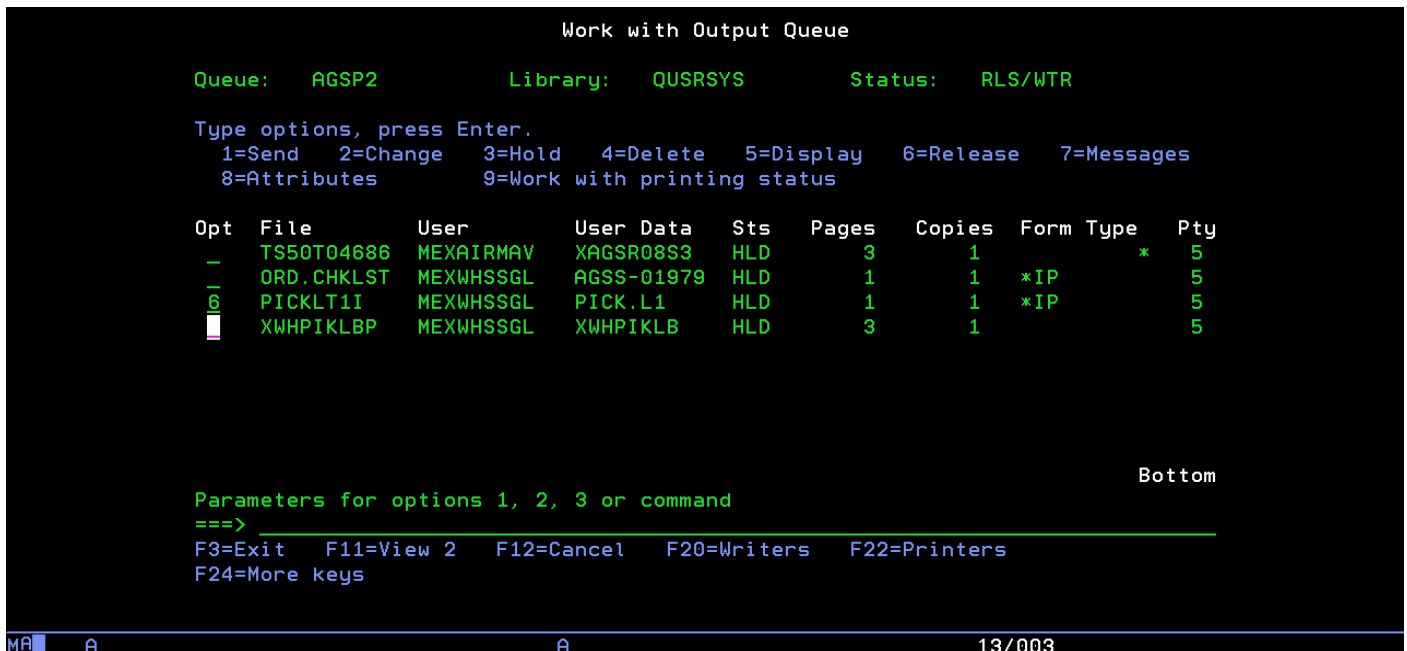 Work with Output Queue
Queue: AGSP2 Library: QUSRSYS Status: RLS/WTR
Type options, press Enter.
1=Send 2=Change 3=Hold 4=Delete 5=Display 6=Release 7=Messages
8=Attributes 9=Work with printing status
Opt File User User Data Sts Pages Copies Form Type Pty
_ TS50T04686 MEXAIRMAV XAGSR08S3 HLD 3 1 * 5
_ ORD.CHKLST MEXWHSSGL AGSS-01979 HLD 1 1 *IP 5
6 PICKLT1I MEXWHSSGL PICK.L1 HLD 1 1 *IP 5
_ XWHPIKLBP MEXWHSSGL XWHPIKLB HLD 3 1 5
Bottom
Parameters for options 1, 2, 3 or command
===>
F3=Exit F11=View 2 F12=Cancel F20=Writers F22=Printers
F24=More keys
MA A A 13/003